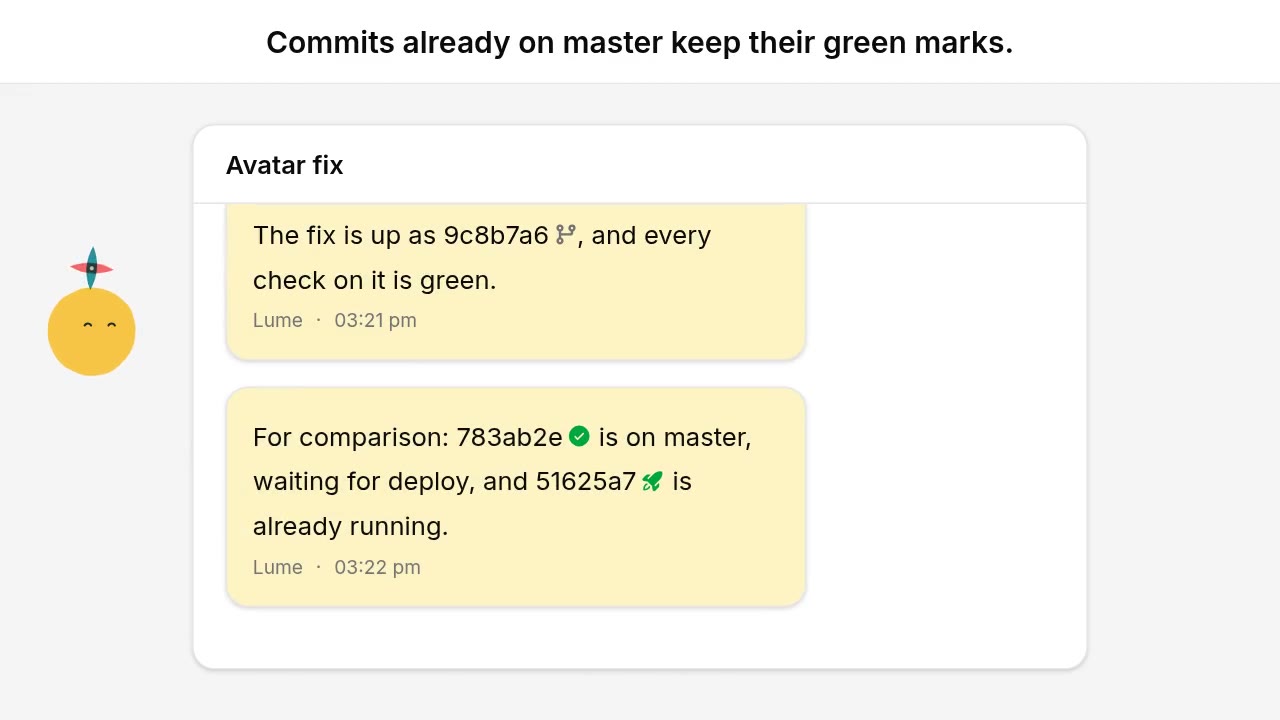 Commits already on master keep their green marks.
Avatar fix
The fix is up as 9c8b7a6, and every
check on it is green.
Lume · 03:21 pm
For comparison: 783ab2e is on master,
waiting for deploy, and 51625a7 is
already running.
Lume · 03:22 pm